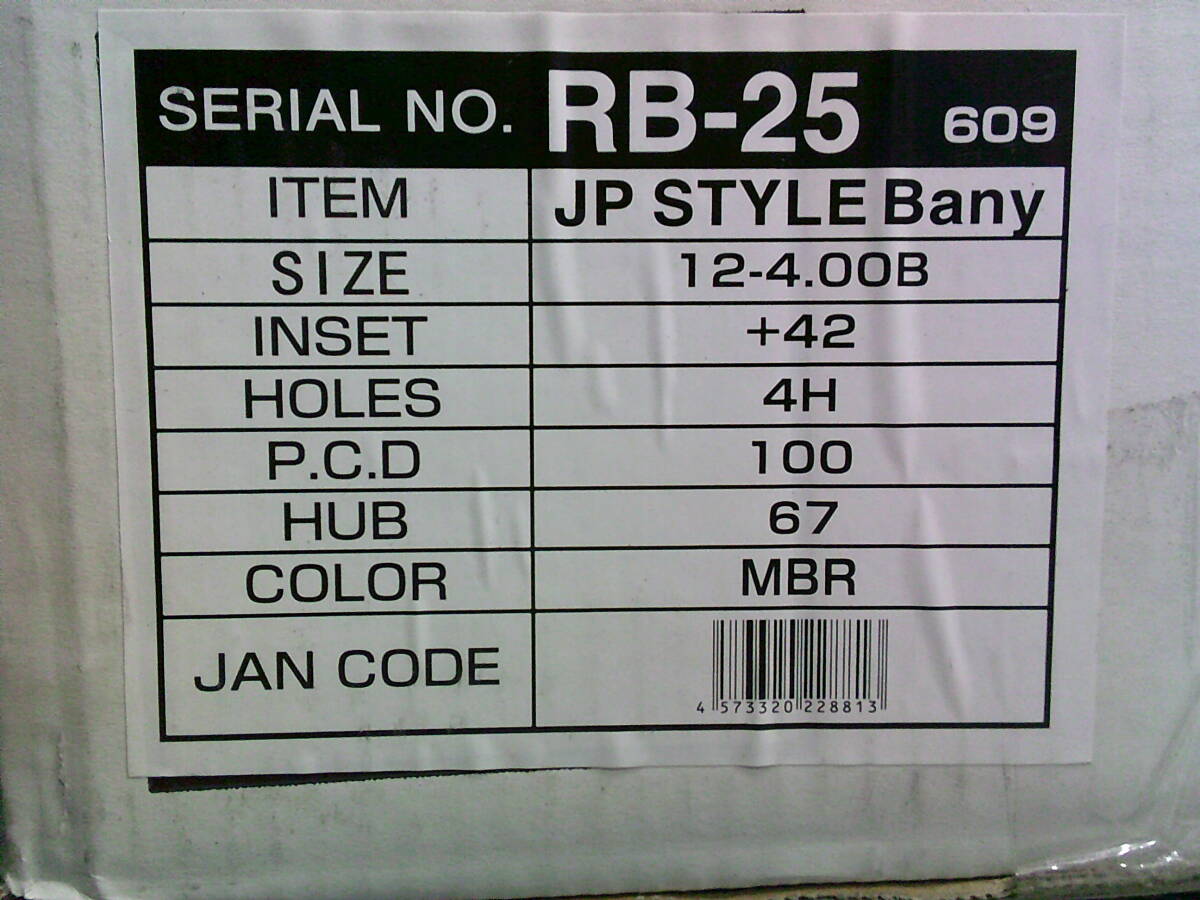 SERIAL NO. RB-25 609
ITEM JP STYLE Bany
SIZE 12-4.00B
INSET +42
HOLES 4H
P.C.D 100
HUB 67
COLOR MBR
JAN CODE
4 573320 228813